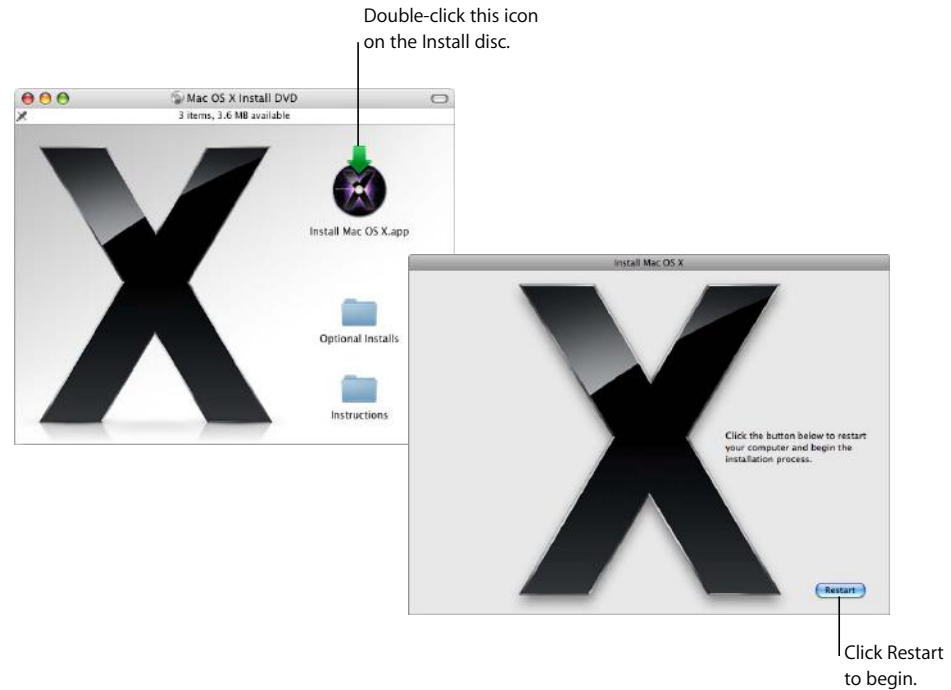 Double-click this icon
on the Install disc.
Mac OS X Install DVD
3 items, 3.6 MB available
Install Mac OS X.app
Optional Installs
Instructions
Install Mac OS X
Click the button below to restart
your computer and begin the
installation process.
Restart
Click Restart
to begin.